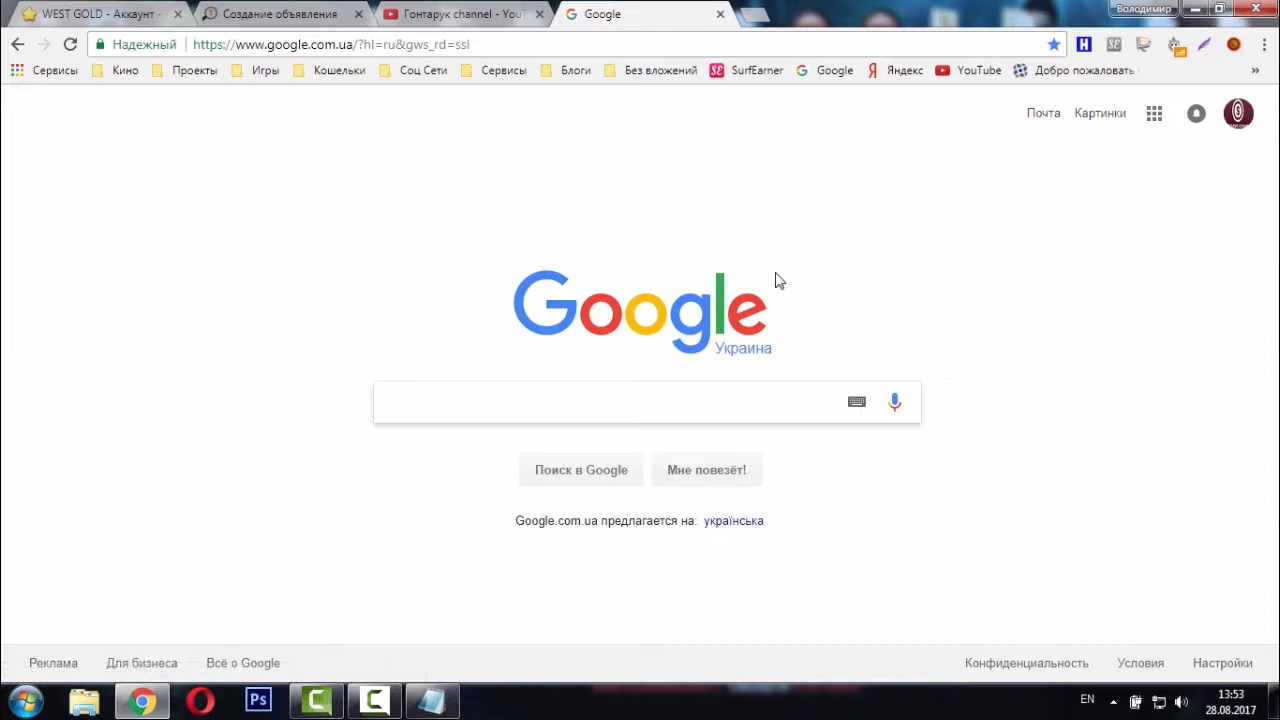 WEST GOLD - Аккаунт -
Создание объявления
Гонтарук channel - YouT
Google
Володимир
Надежный
https://www.google.com.ua/?hl=ru&gws_rd=ssl
Сервисы
Кино
Проекты
Игры
Кошельки
Соц Сети
Сервисы
Блоги
Без вложений
SurfEarner
Google
Яндекс
YouTube
Добро пожаловать
Почта
Картинки
Google
Украина
Поиск в Google
Мне повезёт!
Google.com.ua предлагается на: українська
Реклама
Для бизнеса
Всё о Google
Конфиденциальность
Условия
Настройки
Ps
EN
13:53
28.08.2017